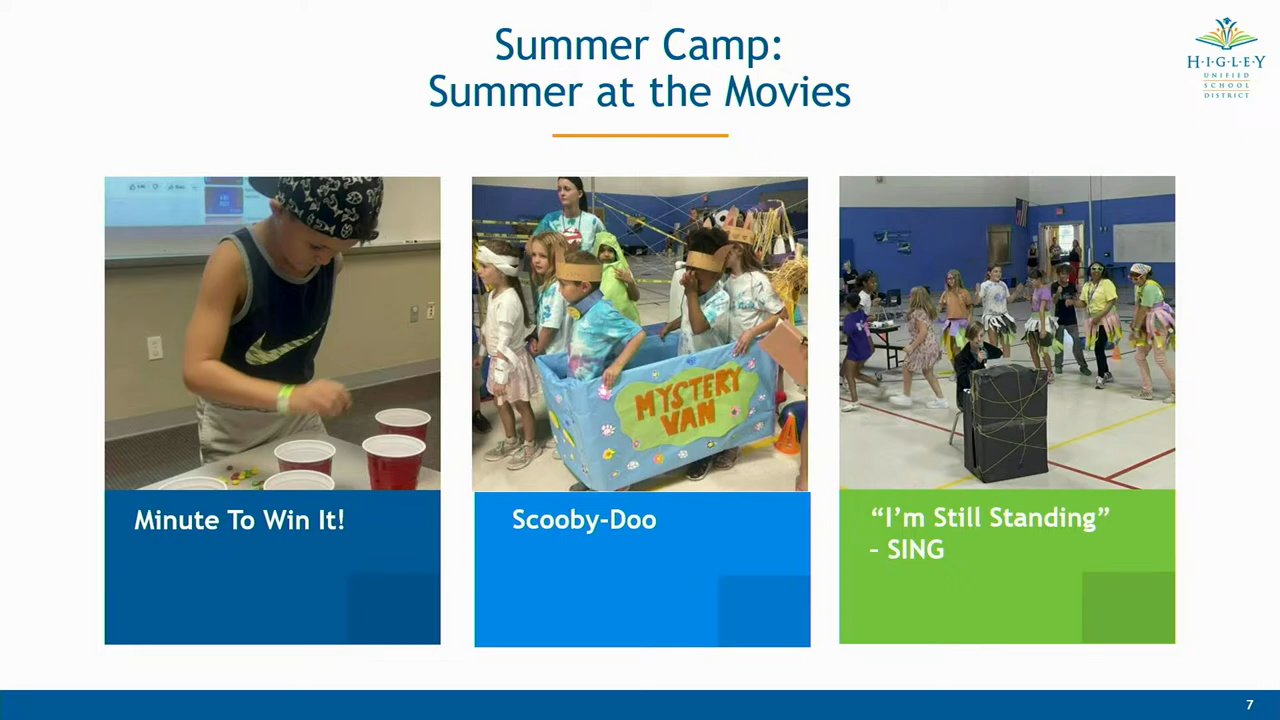 Summer Camp:
Summer at the Movies
H·I·G·L·E·Y
UNIFIED
SCHOOL
DISTRICT
MYSTERY
VAN
Minute To Win It!
Scooby-Doo
“I’m Still Standing”
– SING
7